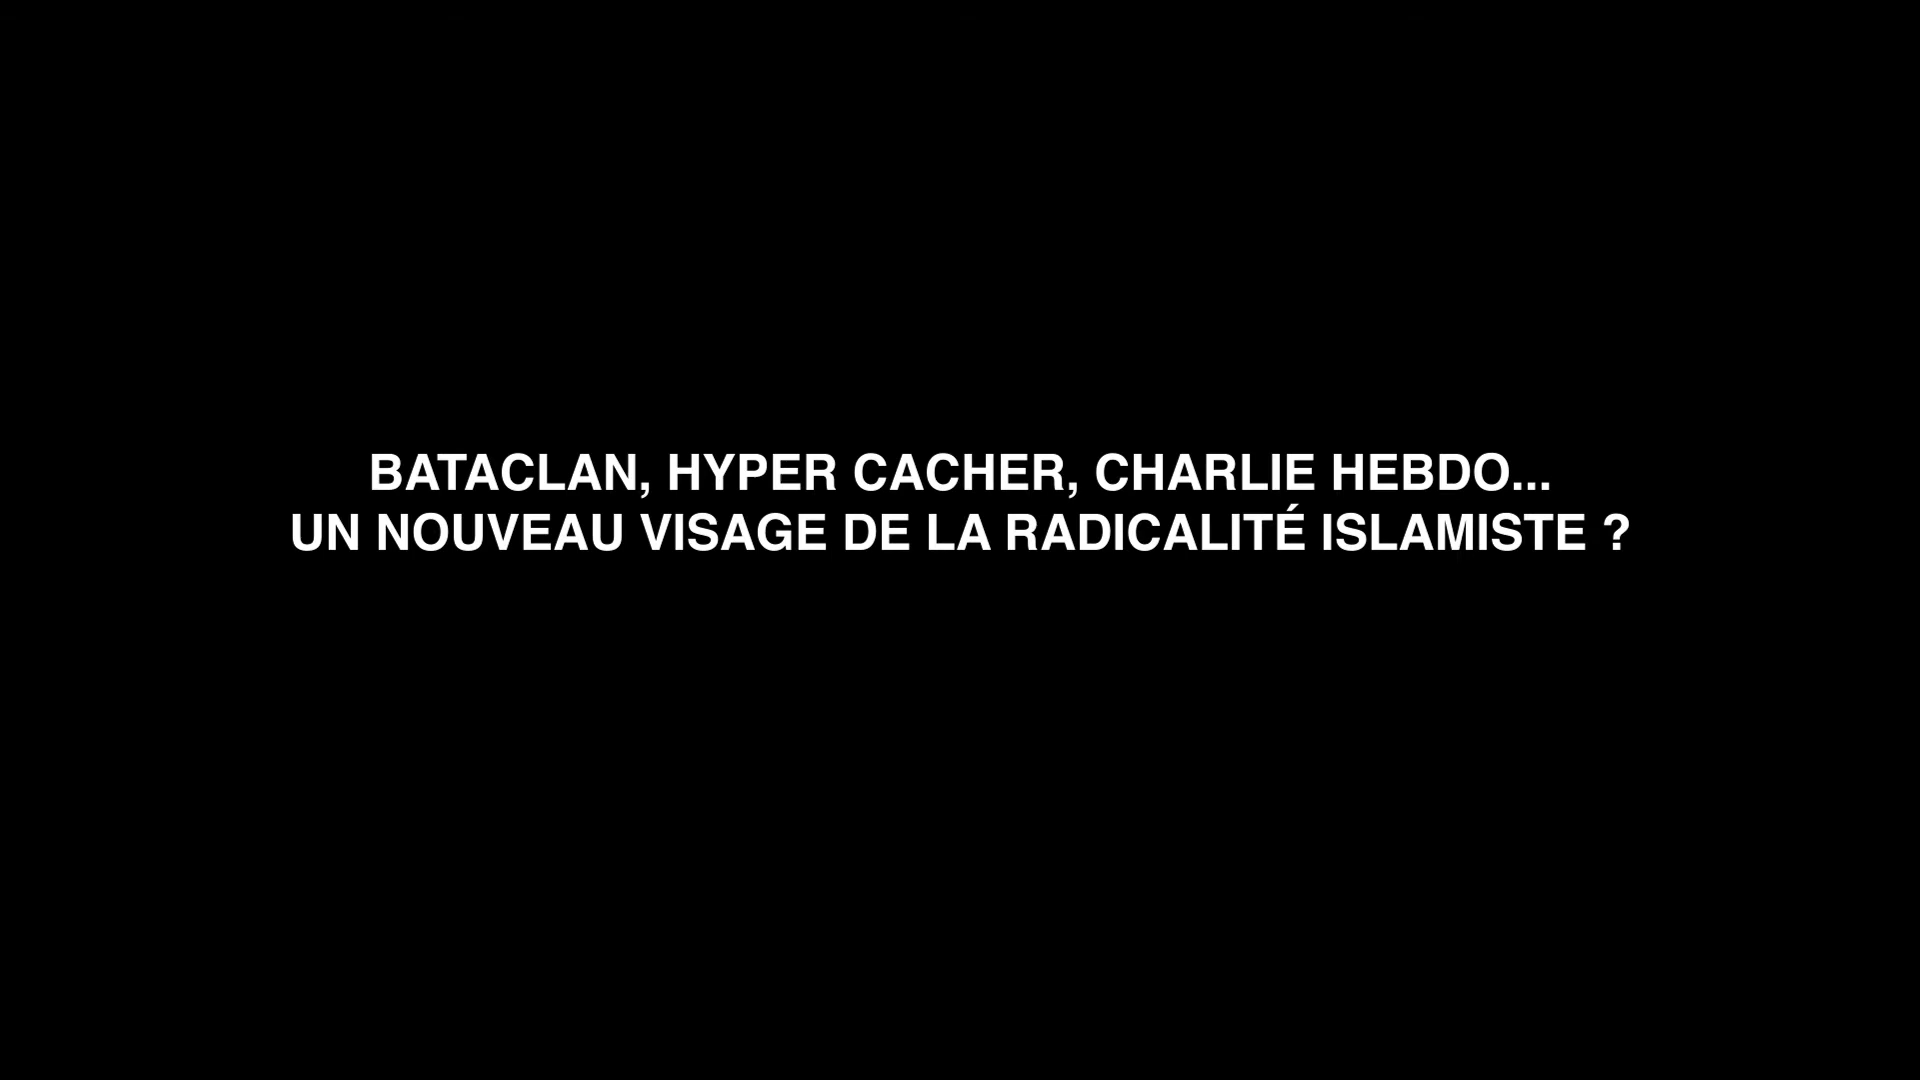 BATACLAN, HYPER CACHER, CHARLIE HEBDO...
UN NOUVEAU VISAGE DE LA RADICALITÉ ISLAMISTE ?